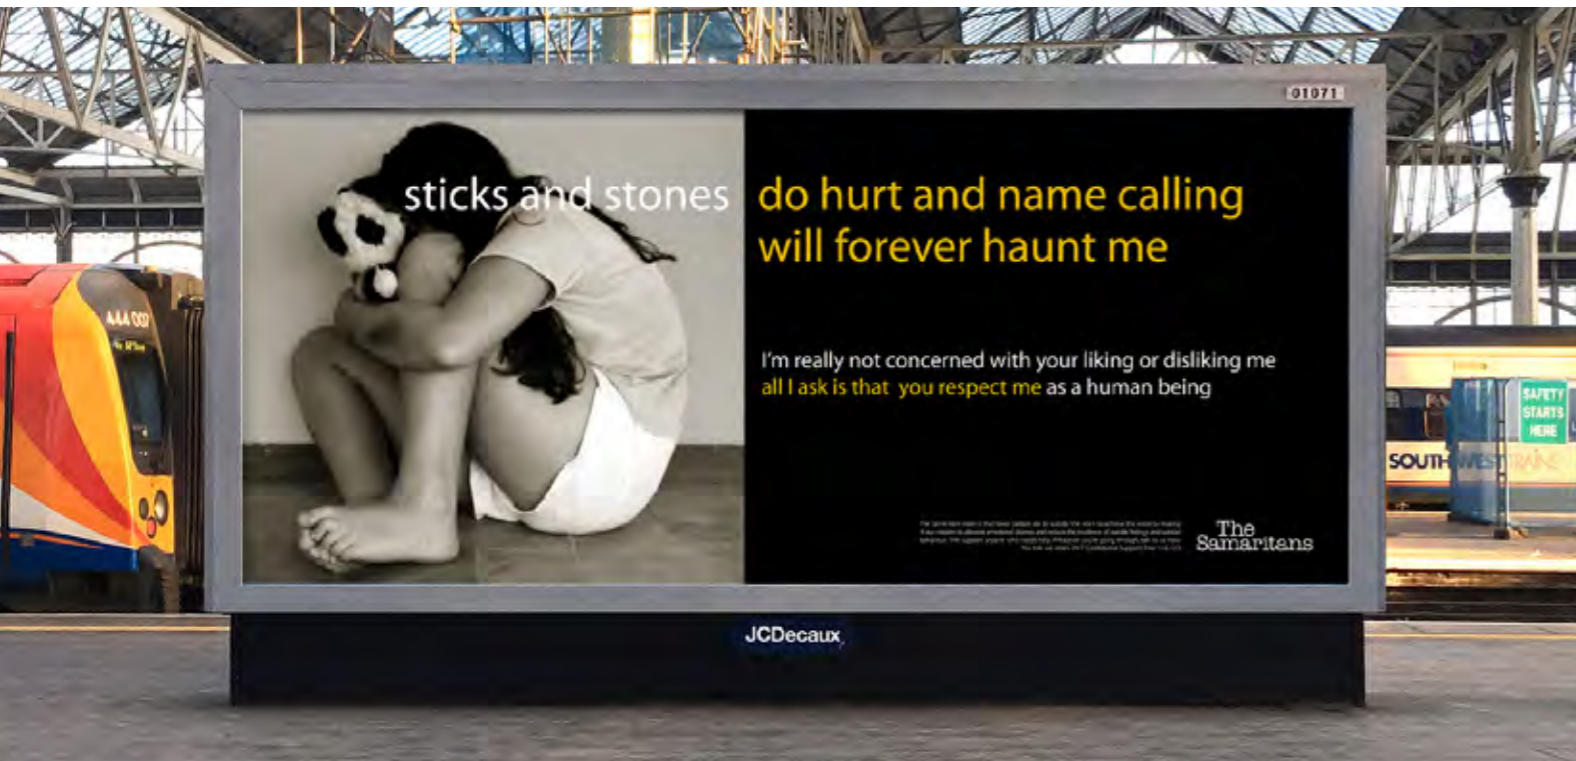 01071
sticks and stones do hurt and name calling
will forever haunt me
I'm really not concerned with your liking or disliking me
all I ask is that you respect me as a human being
The
Samaritans
JCDecaux
444 007
SAFETY
STARTS
HERE
SOUTH WEST TRAINS